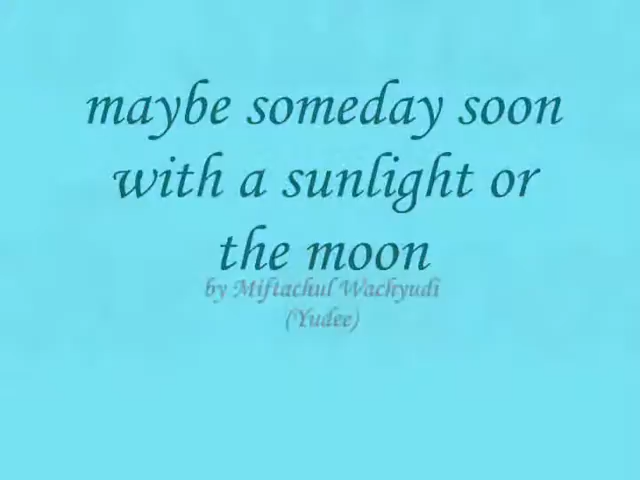 maybe someday soon
with a sunlight or
the moon
by Miftachul Wachyudi
(Yudee)